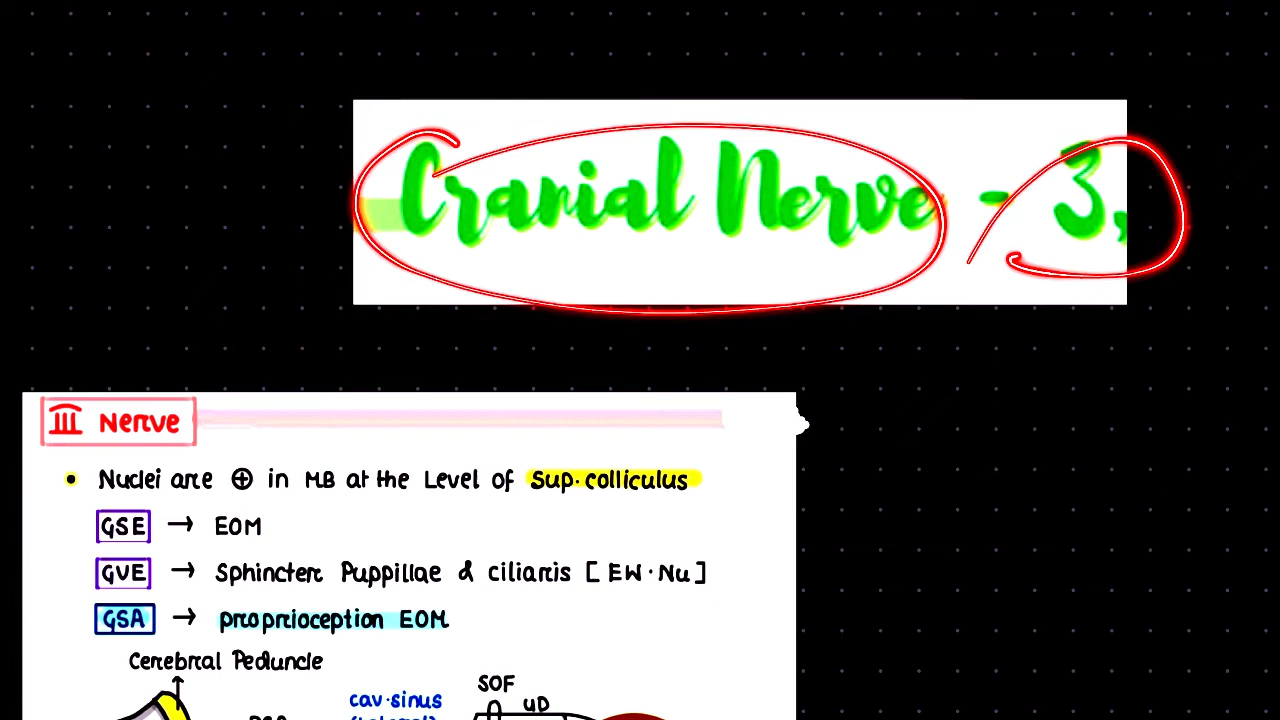 Cranial Nerve - 3,
III Nerve
• Nuclei are ⊕ in MB at the Level of Sup. colliculus
GSE → EOM
GVE → Sphincter Puppillae & ciliaris [EW. Nu]
GSA → proprioception EOM
Cerebral Peduncle
SOF
cav. sinus
UD